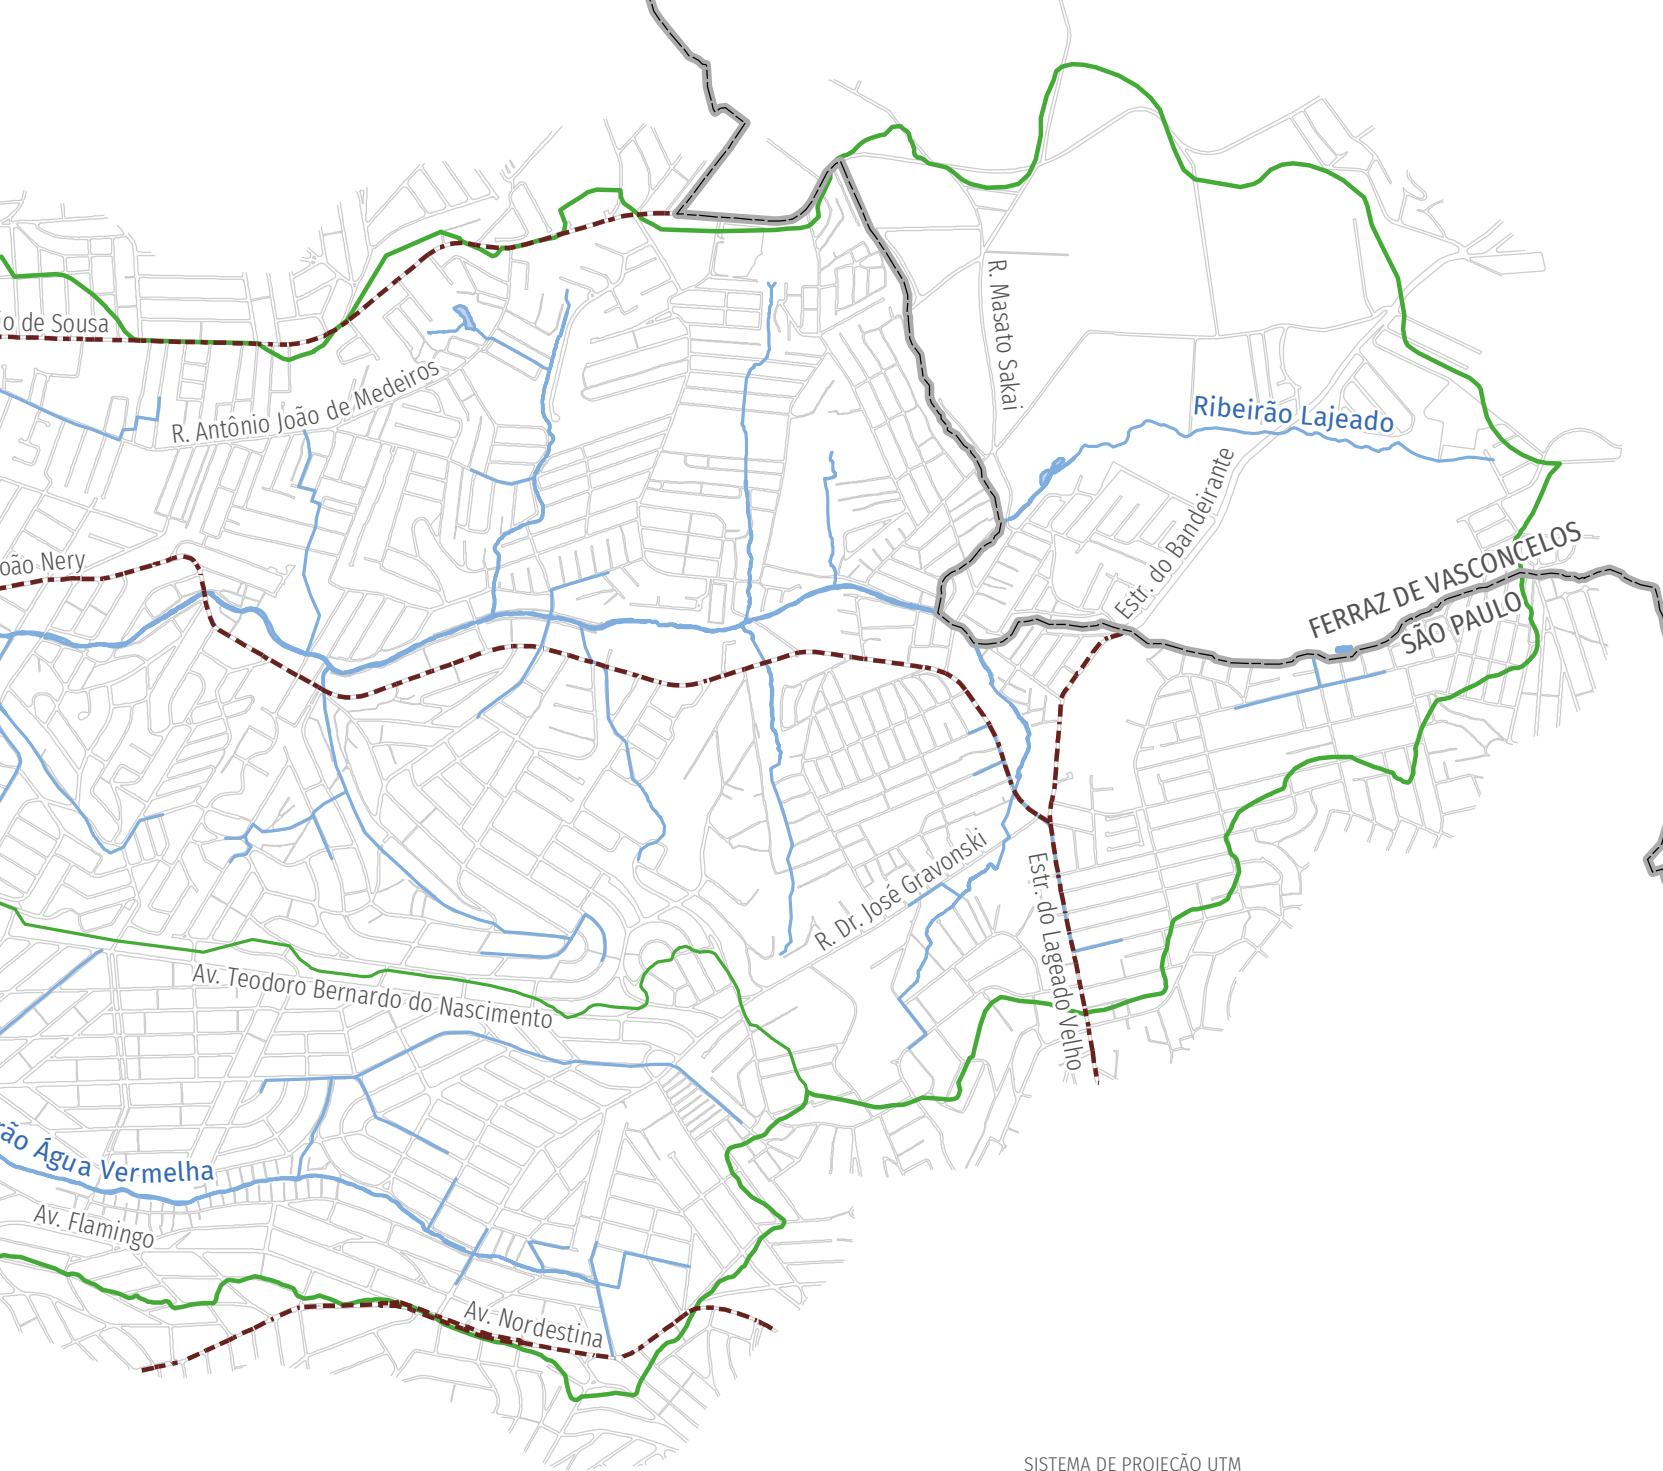 io de Sousa
R. Masato Sakai
R. Antônio João de Medeiros
Ribeirão Lajeado
Estr. do Bandeirante
FERRAZ DE VASCONCELOS
SÃO PAULO
oão Nery
R. Dr. José Gravonski
Estr. do Lageado Velho
Av. Teodoro Bernardo do Nascimento
rão Água Vermelha
Av. Flamingo
Av. Nordestina
SISTEMA DE PROJEÇÃO UTM